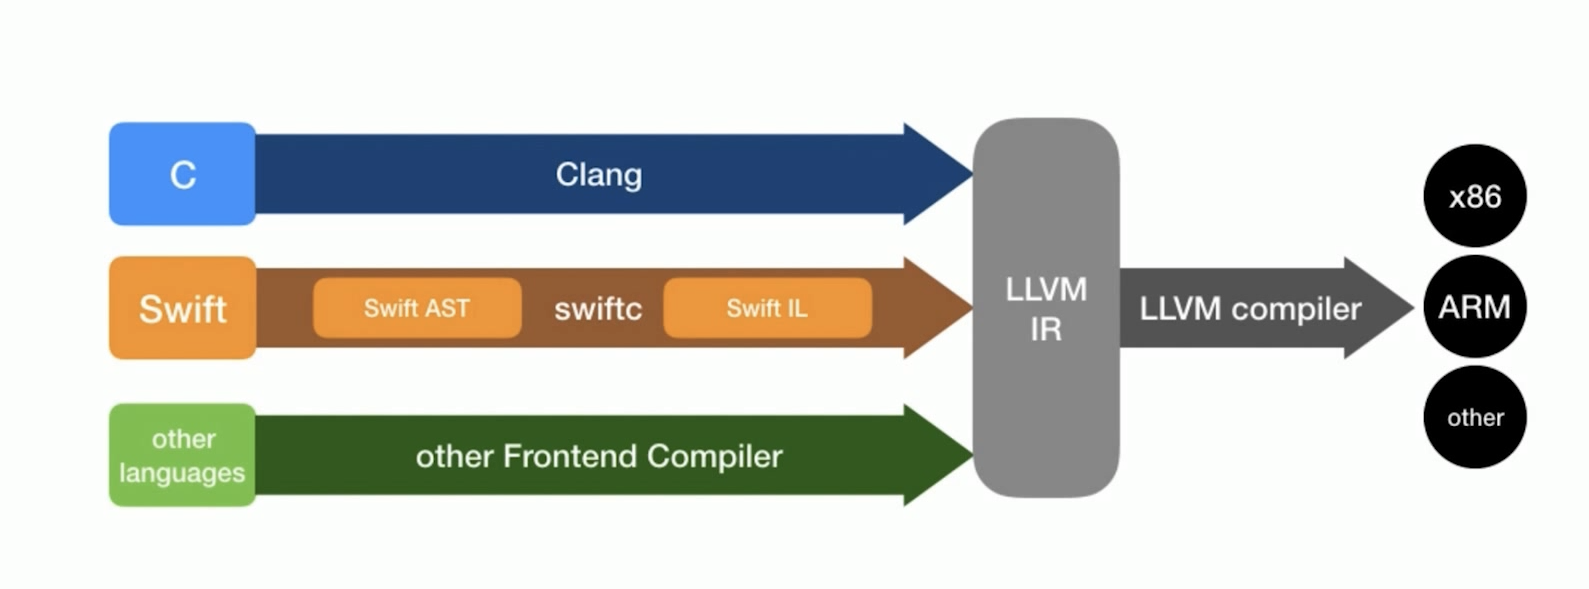 C
Clang
Swift
Swift AST
swiftc
Swift IL
other
languages
other Frontend Compiler
LLVM
IR
LLVM compiler
x86
ARM
other